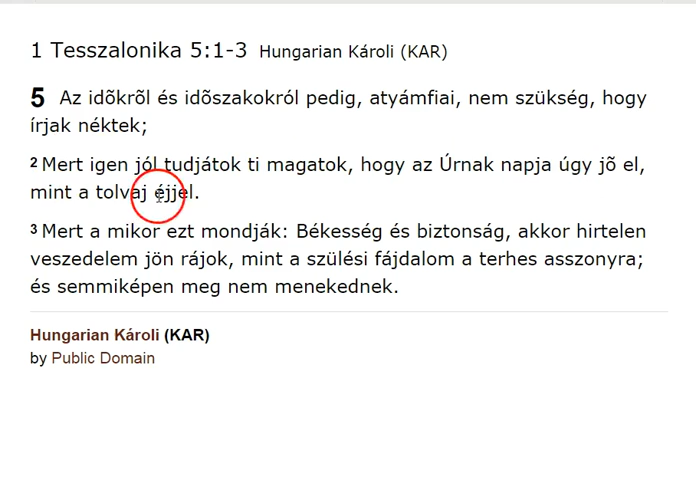 1 Tesszalonika 5:1-3 Hungarian Károli (KAR)
5 Az idõkrõl és idõszakokról pedig, atyámfiai, nem szükség, hogy
írjak néktek;
2 Mert igen jól tudjátok ti magatok, hogy az Úrnak napja úgy jõ el,
mint a tolvaj éjjel.
3 Mert a mikor ezt mondják: Békesség és biztonság, akkor hirtelen
veszedelem jön rájok, mint a szülési fájdalom a terhes asszonyra;
és semmiképen meg nem menekednek.
Hungarian Károli (KAR)
by Public Domain